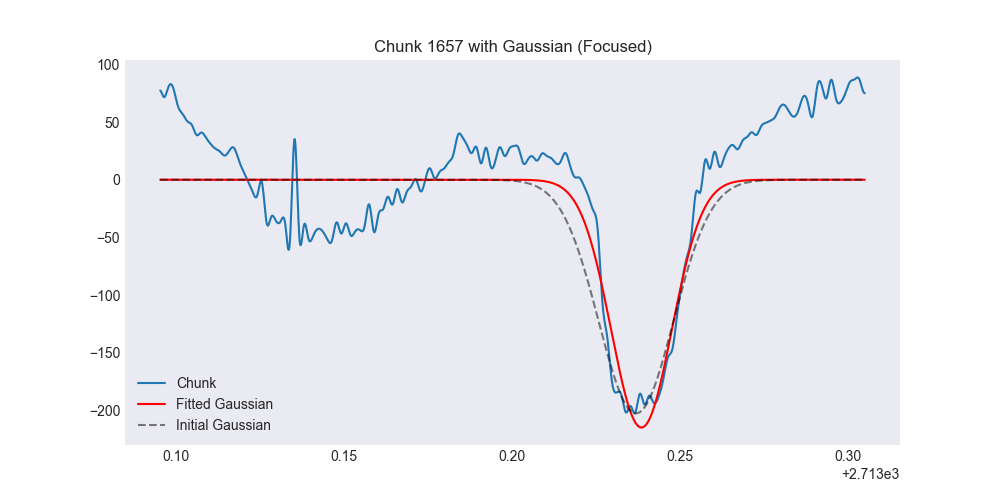 Chunk 1657 with Gaussian (Focused)
100
50
0
−50
−100
−150
−200
Chunk
Fitted Gaussian
Initial Gaussian
0.10 0.15 0.20 0.25 0.30
+2.713e3